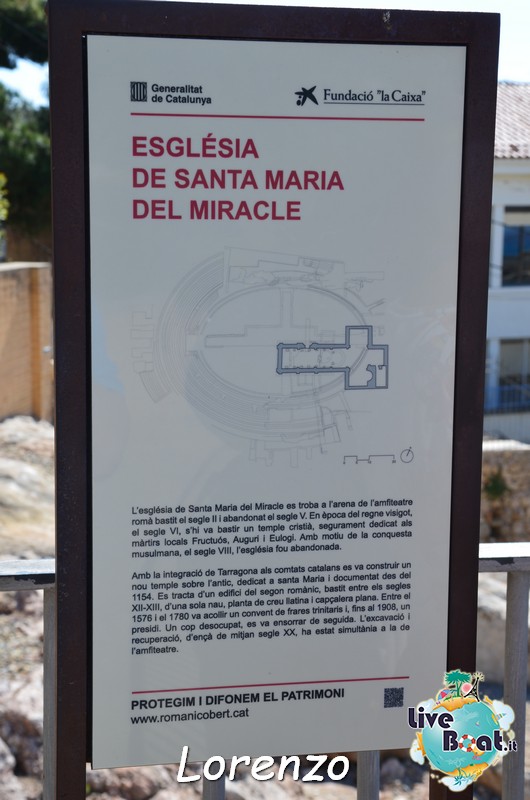 Generalitat
de Catalunya
Fundació "la Caixa"
ESGLÉSIA
DE SANTA MARIA
DEL MIRACLE
L'església de Santa Maria del Miracle es troba a l'arena de l'amfiteatre
romà bastit el segle II i abandonat el segle V. En època del regne visigot,
el segle VI, s'hi va bastir un temple cristià, segurament dedicat als
màrtirs locals Fructuós, Auguri i Eulogi. Amb motiu de la conquesta
musulmana, el segle VIII, l'església fou abandonada.
Amb la integració de Tarragona als comtats catalans es va construir un
nou temple sobre l'antic, dedicat a santa Maria i documentat des del
1154. Es tracta d'un edifici del segon romànic, bastit entre els segles
XII-XIII, d'una sola nau, planta de creu llatina i capçalera plana. Entre el
1576 i el 1780 va acollir un convent de frares trinitaris i, fins al 1908, un
presidi. Un cop desocupat, es va ensorrar de seguida. L'excavació i
recuperació, d'ençà de mitjan segle XX, ha estat simultània a la de
l'amfiteatre.
PROTEGIM I DIFONEM EL PATRIMONI
www.romanicobert.cat
Live
Boat.it
Lorenzo